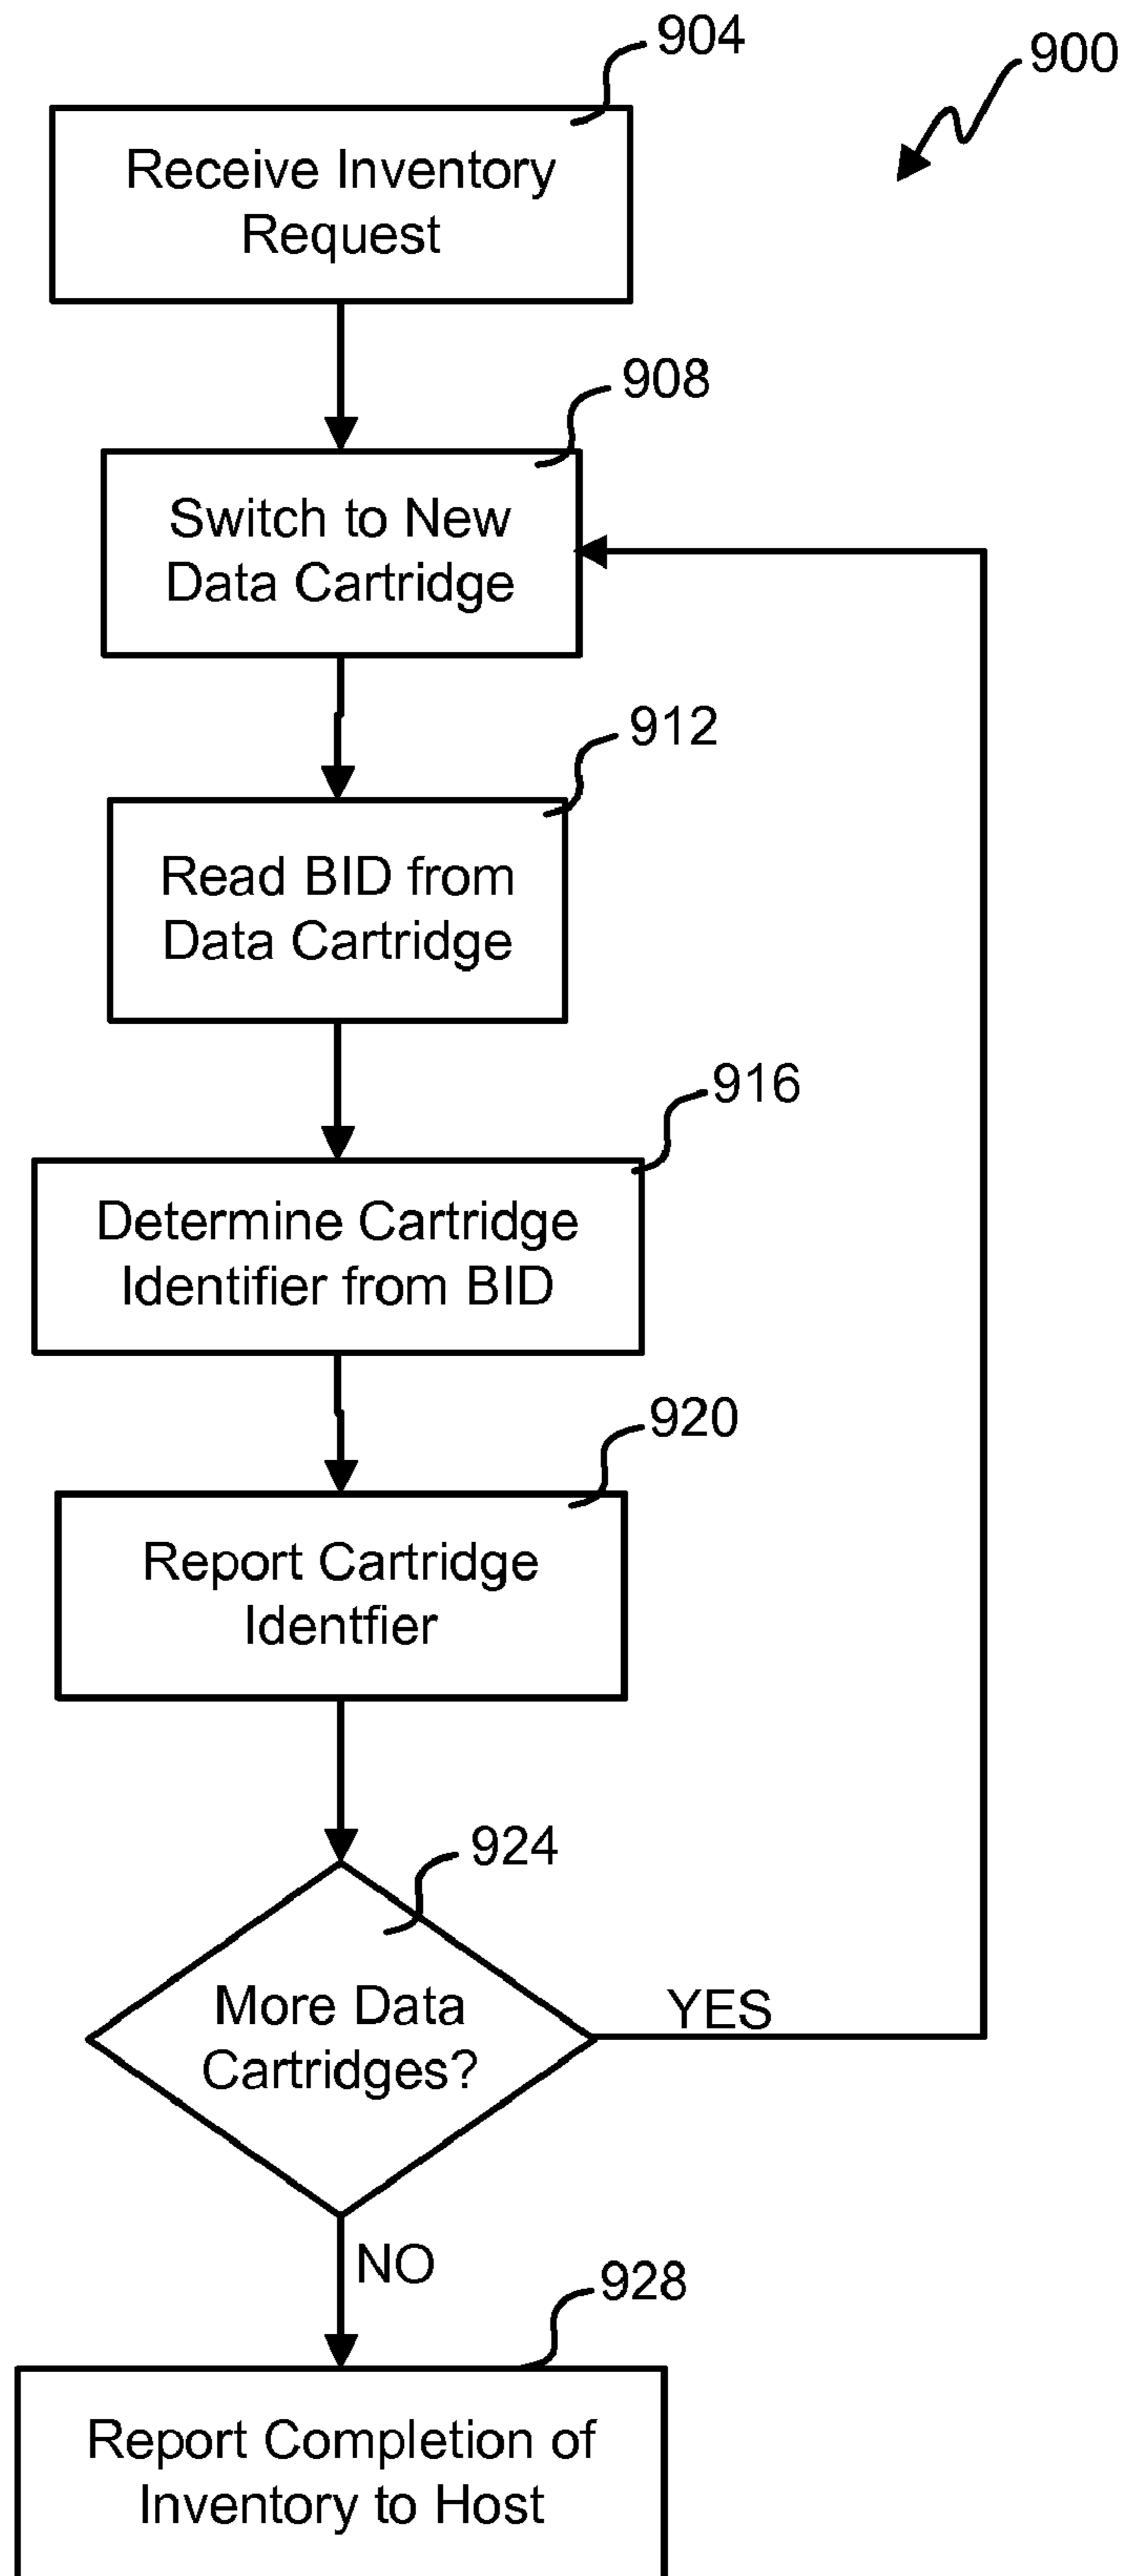 904
900
Receive Inventory
Request
908
Switch to New
Data Cartridge
912
Read BID from
Data Cartridge
916
Determine Cartridge
Identifier from BID
920
Report Cartridge
Identfier
924
More Data
Cartridges?
YES
NO
928
Report Completion of
Inventory to Host